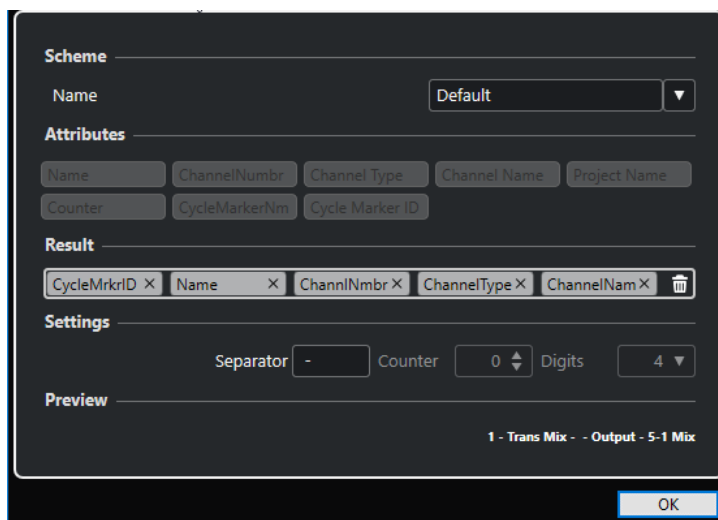 Scheme
Name Default
Attributes
Name ChannelNumbr Channel Type Channel Name Project Name
Counter CycleMarkerNm Cycle Marker ID
Result
CycleMrkrID × Name × ChannlNmbr × ChannelType × ChannelNam ×
Settings
Separator - Counter 0 Digits 4
Preview
1 - Trans Mix - - Output - 5-1 Mix
OK